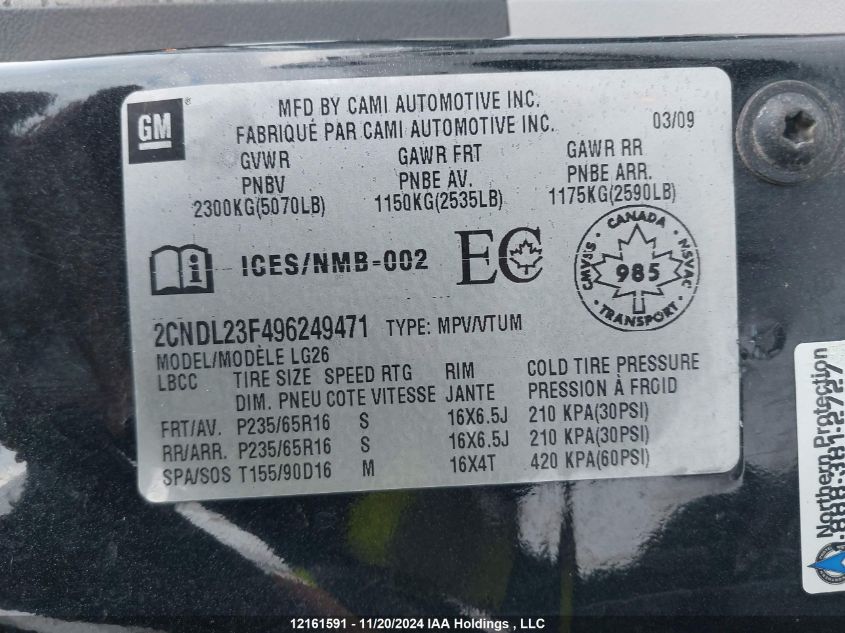 GM
MFD BY CAMI AUTOMOTIVE INC.
FABRIQUÉ PAR CAMI AUTOMOTIVE INC.
03/09
GVWR GAWR FRT GAWR RR
PNBV PNBE AV. PNBE ARR.
2300KG(5070LB) 1150KG(2535LB) 1175KG(2590LB)
ICES/NMB-002 EC
CANADA
CMVSS NSVAC
985
TRANSPORT
2CNDL23F496249471 TYPE: MPV/VTUM
MODEL/MODÈLE LG26
LBCC TIRE SIZE SPEED RTG RIM COLD TIRE PRESSURE
DIM. PNEU COTE VITESSE JANTE PRESSION À FROID
FRT/AV. P235/65R16 S 16X6.5J 210 KPA(30PSI)
RR/ARR. P235/65R16 S 16X6.5J 210 KPA(30PSI)
SPA/SOS T155/90D16 M 16X4T 420 KPA(60PSI)
Northern Protection
1-888-381-2727
12161591 - 11/20/2024 IAA Holdings , LLC